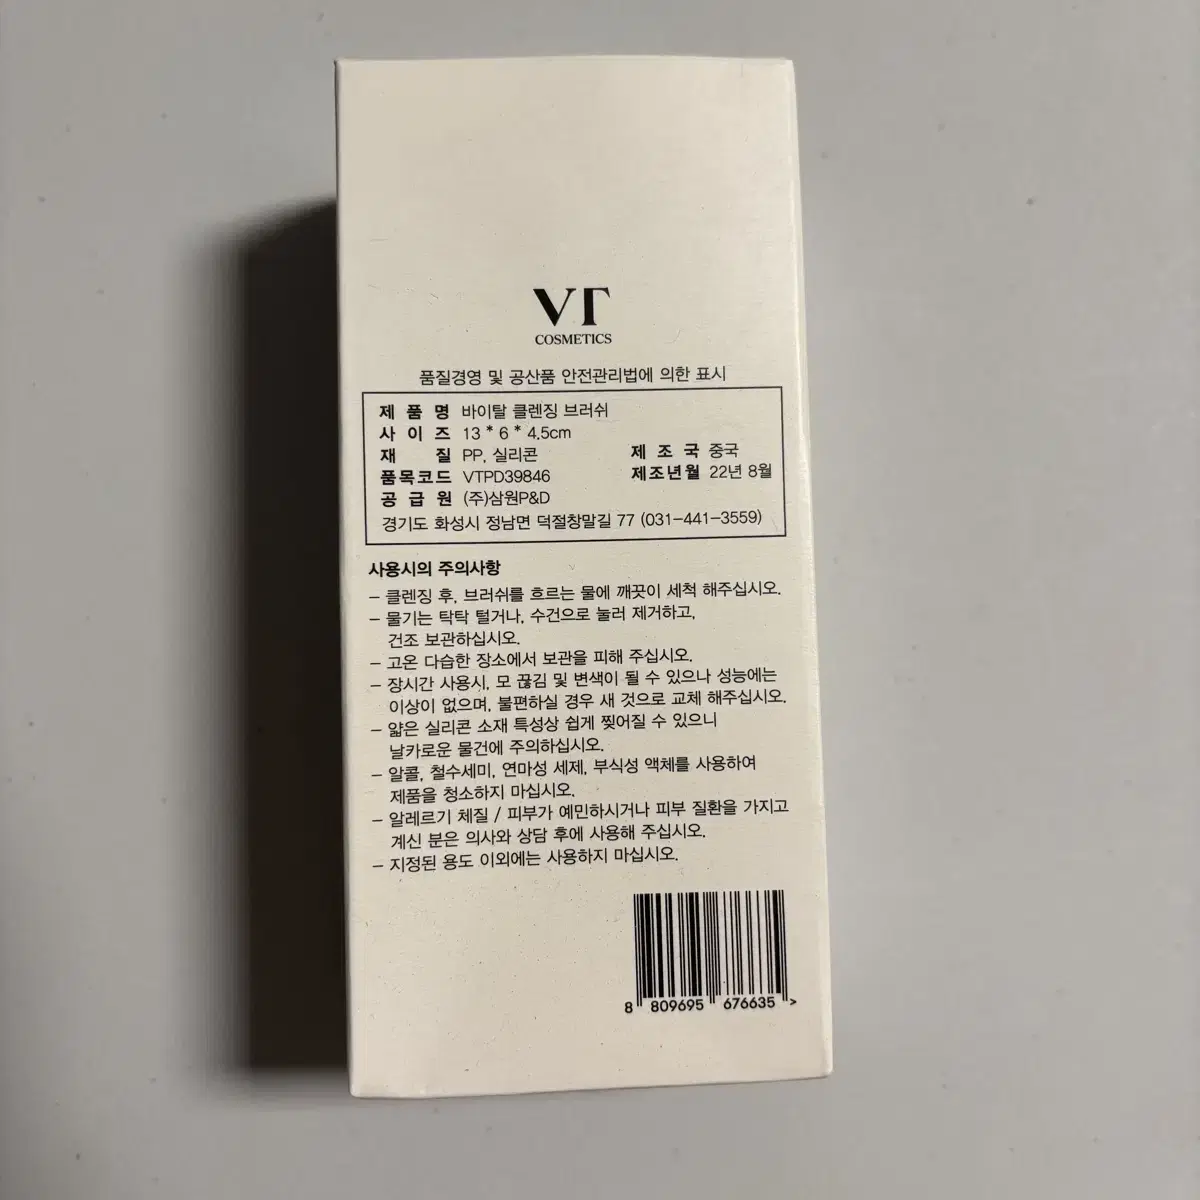 VT
COSMETICS
품질경영 및 공산품 안전관리법에 의한 표시
제 품 명 바이탈 클렌징 브러쉬
사 이 즈 13 * 6 * 4.5cm
재 질 PP, 실리콘 제 조 국 중국
품목코드 VTPD39846 제조년월 22년 8월
공 급 원 (주)삼원P&D
경기도 화성시 정남면 덕절창말길 77 (031-441-3559)
사용시의 주의사항
- 클렌징 후, 브러쉬를 흐르는 물에 깨끗이 세척 해주십시오.
- 물기는 탁탁 털거나, 수건으로 눌러 제거하고,
건조 보관하십시오.
- 고온 다습한 장소에서 보관을 피해 주십시오.
- 장시간 사용시, 모 끊김 및 변색이 될 수 있으나 성능에는
이상이 없으며, 불편하실 경우 새 것으로 교체 해주십시오.
- 얇은 실리콘 소재 특성상 쉽게 찢어질 수 있으니
날카로운 물건에 주의하십시오.
- 알콜, 철수세미, 연마성 세제, 부식성 액체를 사용하여
제품을 청소하지 마십시오.
- 알레르기 체질 / 피부가 예민하시거나 피부 질환을 가지고
계신 분은 의사와 상담 후에 사용해 주십시오.
- 지정된 용도 이외에는 사용하지 마십시오.
8 809695 676635 >